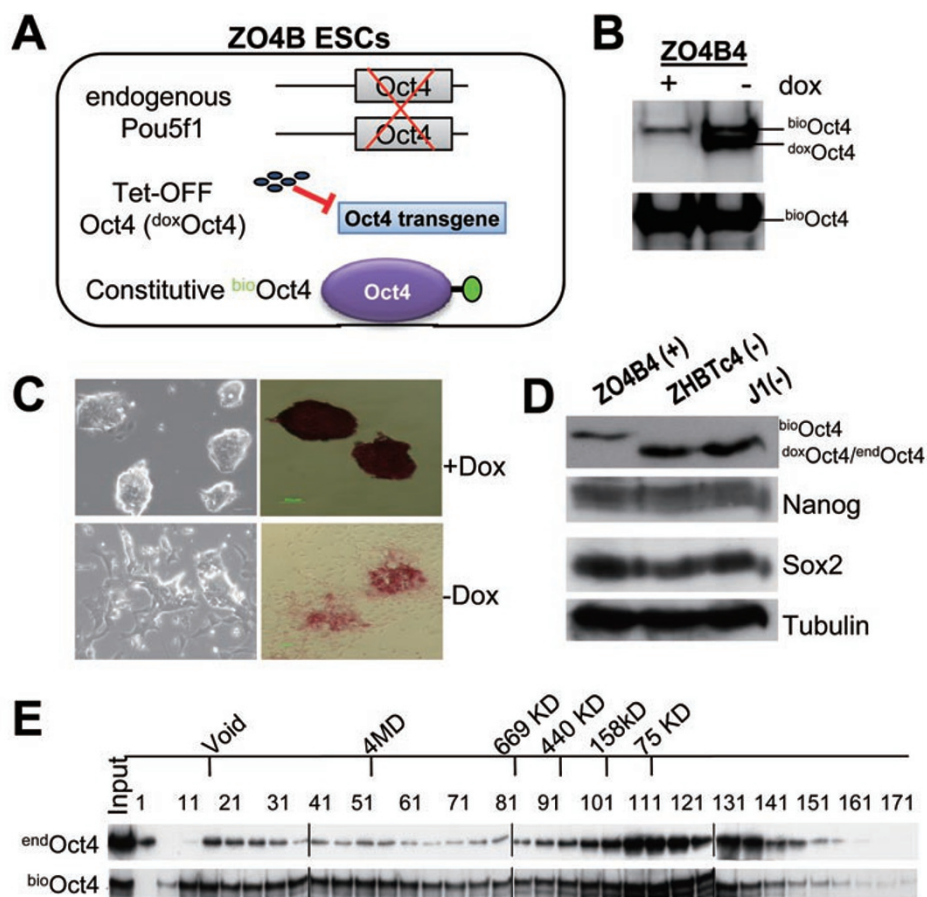 A
ZO4B ESCs
endogenous
Pou5f1
Oct4
Oct4
Tet-OFF
Oct4 (doxOct4)
Oct4 transgene
Constitutive bioOct4
Oct4
B
ZO4B4
+ - dox
bioOct4
doxOct4
bioOct4
C
+Dox
-Dox
D
ZO4B4 (+) ZHBTc4 (-) J1(-)
bioOct4
doxOct4/endOct4
Nanog
Sox2
Tubulin
E
Void 4MD 669 KD 440 KD 158kD 75 KD
Input 1 11 21 31 41 51 61 71 81 91 101 111 121 131 141 151 161 171
endOct4
bioOct4